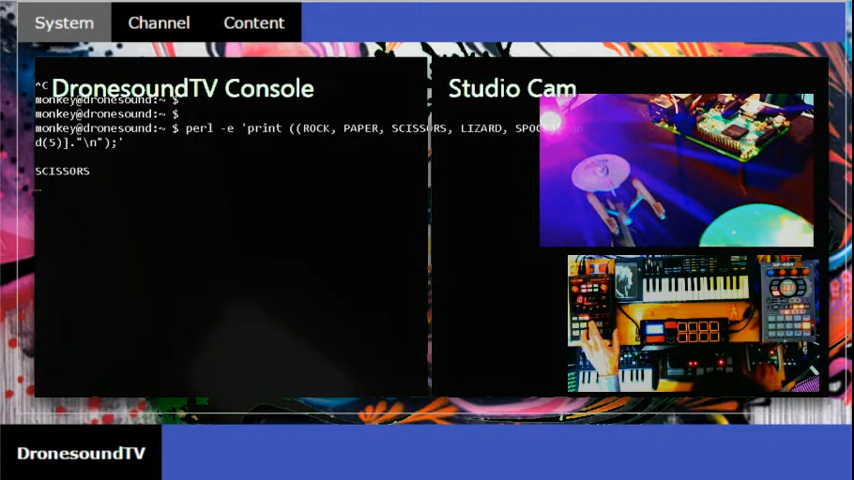 System Channel Content
DronesoundTV Console
Studio Cam
^C
monkey@dronesound:~ $
monkey@dronesound:~ $
monkey@dronesound:~ $ perl -e 'print ((ROCK, PAPER, SCISSORS, LIZARD,
d(5)]."\n");'
SCISSORS
DronesoundTV